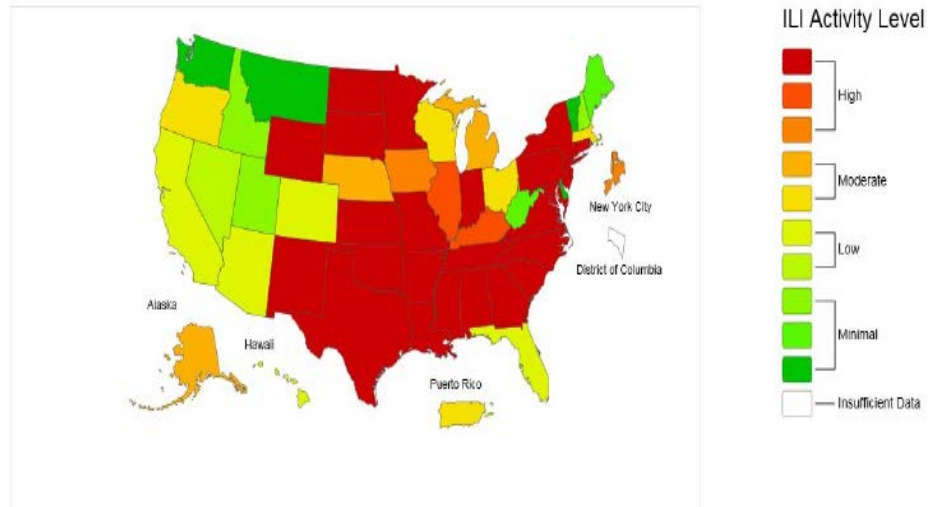 ILI Activity Level
High
Moderate
New York City
Low
District of Columbia
Alaska
Hawaii
Minimal
Puerto Rico
Insufficient Data